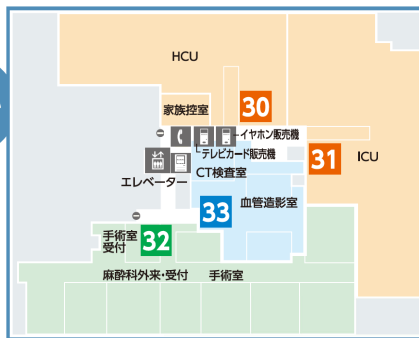 HCU
家族控室
30
イヤホン販売機
テレビカード販売機
31
ICU
エレベーター
CT検査室
33
血管造影室
手術室
受付
32
麻酔科外来・受付
手術室